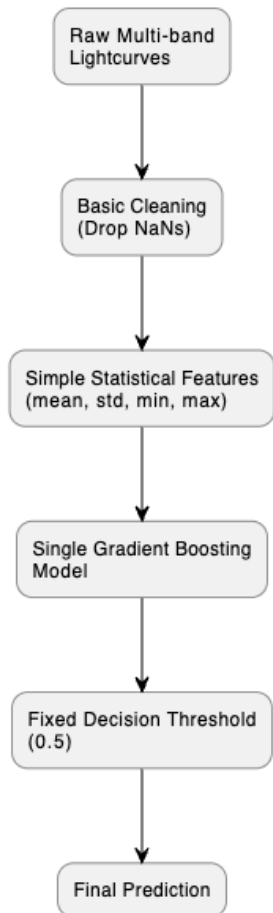 Raw Multi-band
Lightcurves
Basic Cleaning
(Drop NaNs)
Simple Statistical Features
(mean, std, min, max)
Single Gradient Boosting
Model
Fixed Decision Threshold
(0.5)
Final Prediction